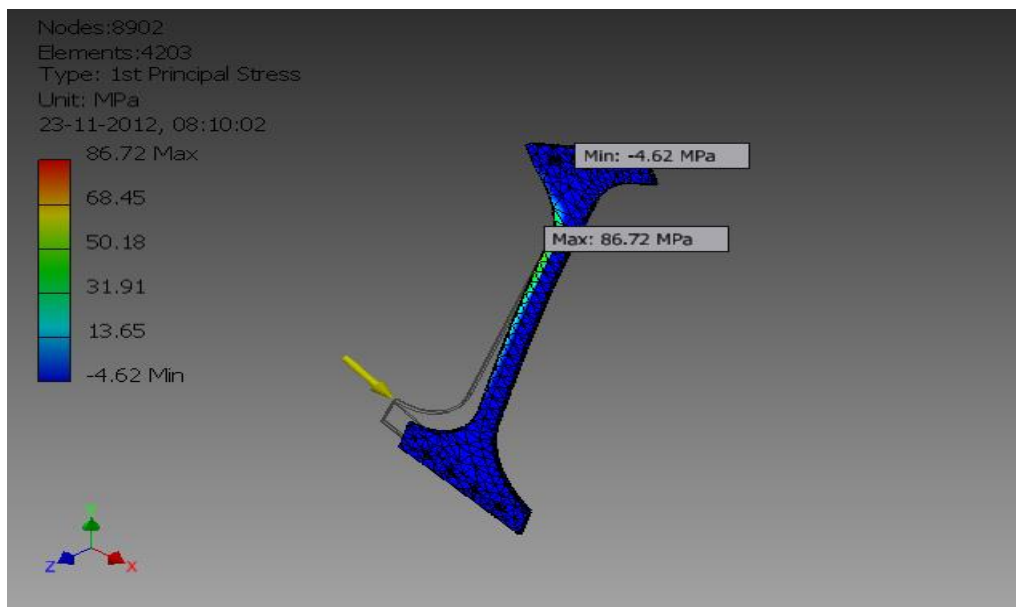 Nodes:8902
Elements:4203
Type: 1st Principal Stress
Unit: MPa
23-11-2012, 08:10:02
86.72 Max
68.45
50.18
31.91
13.65
-4.62 Min
Min: -4.62 MPa
Max: 86.72 MPa
Y
Z
X